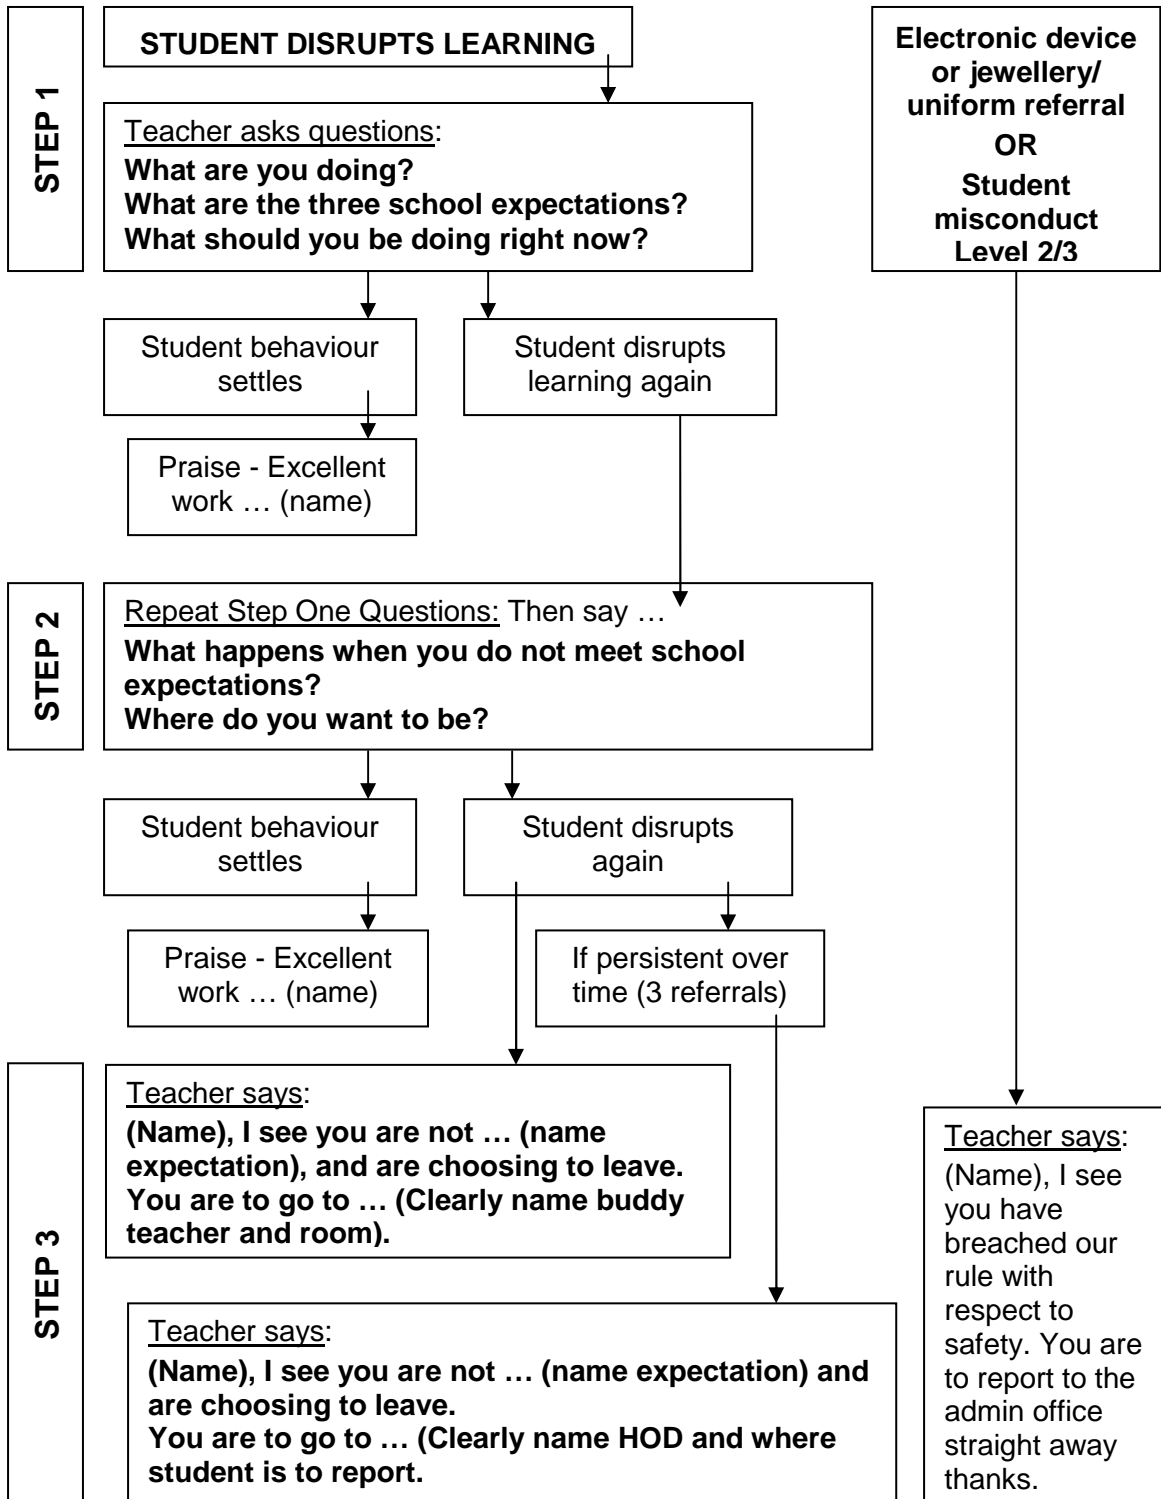 STEP 1
STUDENT DISRUPTS LEARNING
Teacher asks questions:
What are you doing?
What are the three school expectations?
What should you be doing right now?
Electronic device
or jewellery/
uniform referral
OR
Student
misconduct
Level 2/3
Student behaviour
settles
Student disrupts
learning again
Praise - Excellent
work … (name)
STEP 2
Repeat Step One Questions: Then say …
What happens when you do not meet school
expectations?
Where do you want to be?
Student behaviour
settles
Student disrupts
again
Praise - Excellent
work … (name)
If persistent over
time (3 referrals)
STEP 3
Teacher says:
(Name), I see you are not … (name
expectation), and are choosing to leave.
You are to go to … (Clearly name buddy
teacher and room).
Teacher says:
(Name), I see you are not … (name expectation) and
are choosing to leave.
You are to go to … (Clearly name HOD and where
student is to report.
Teacher says:
(Name), I see
you have
breached our
rule with
respect to
safety. You are
to report to the
admin office
straight away
thanks.